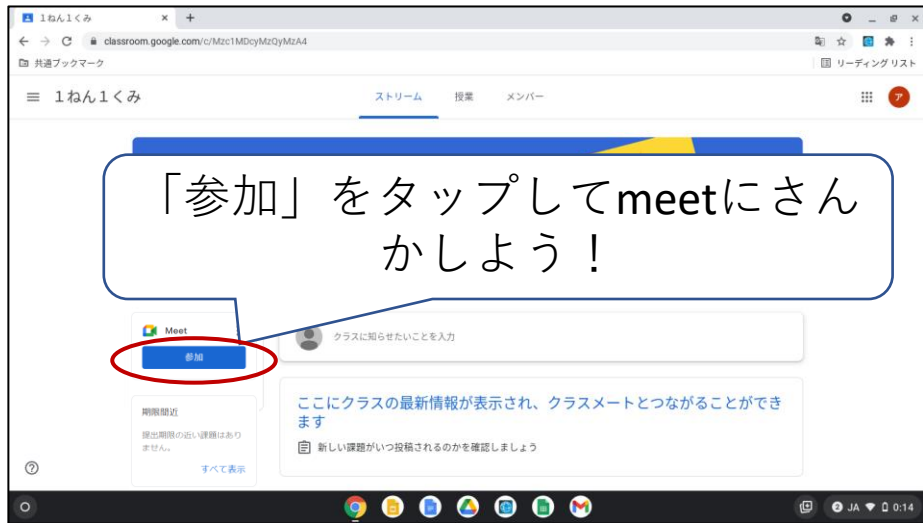 1ねん1くみ
classroom.google.com/c/Mzc1MDcyMzQyMzA4
共通ブックマーク
リーディング リスト
1ねん1くみ
ストリーム 授業 メンバー
ア
「参加」をタップしてmeetにさん
かしよう！
Meet
参加
クラスに知らせたいことを入力
期限間近
提出期限の近い課題はあり
ません。
すべて表示
ここにクラスの最新情報が表示され、クラスメートとつながることができ
ます
新しい課題がいつ投稿されるのかを確認しましょう
2 JA 0:14